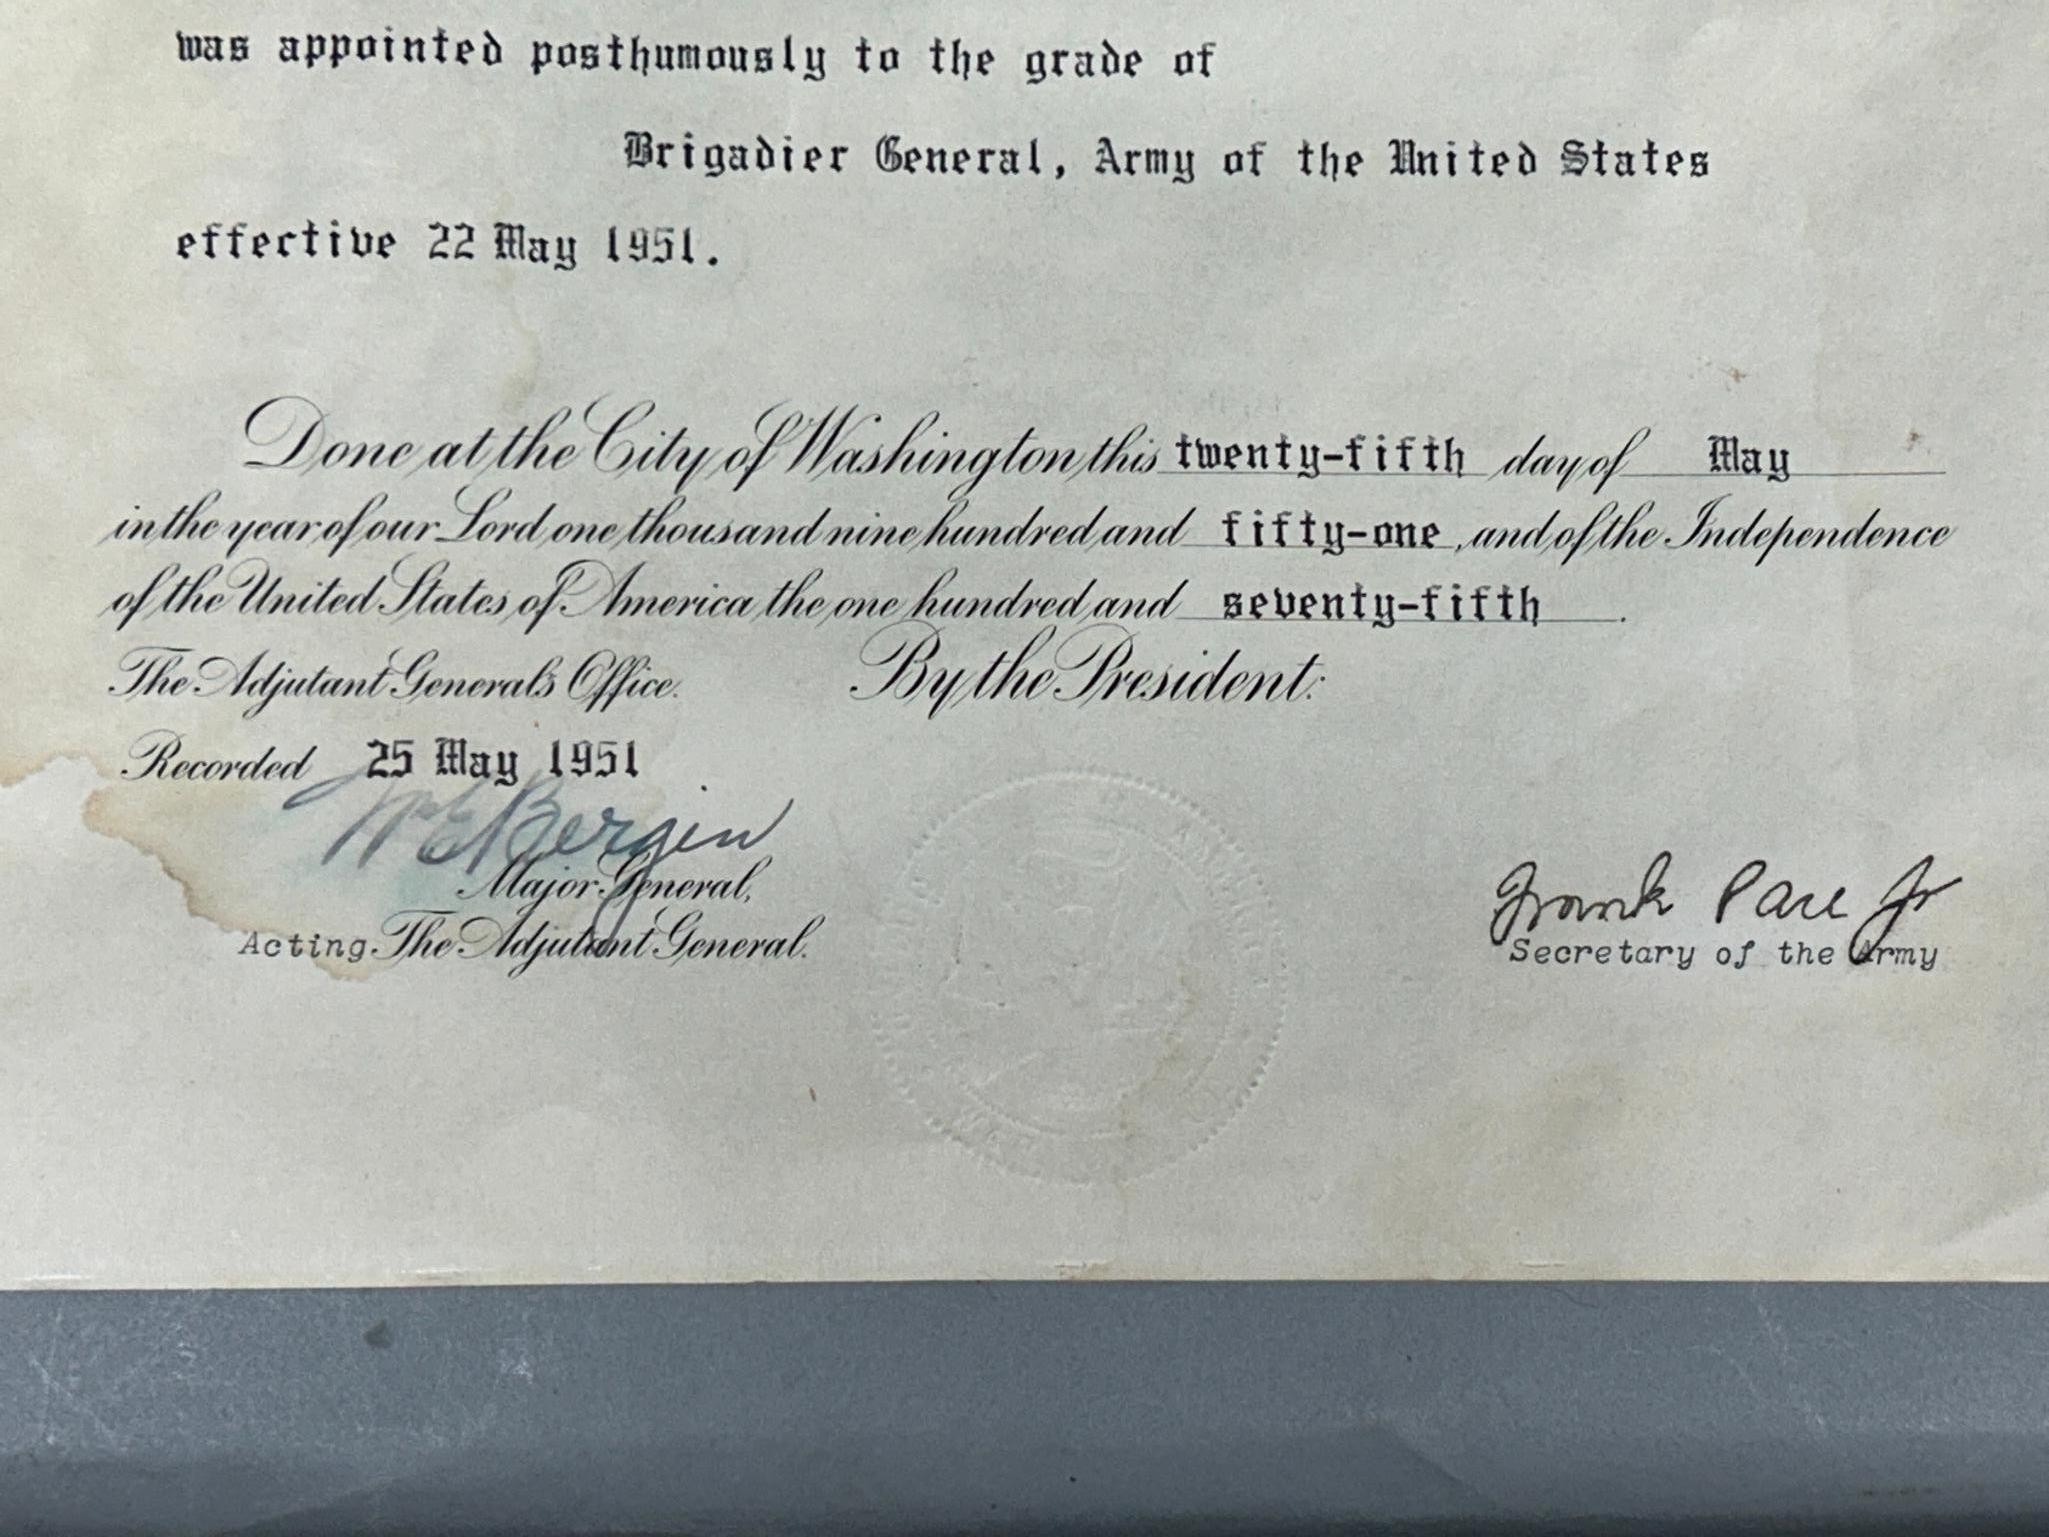 was appointed posthumously to the grade of
Brigadier General, Army of the United States
effective 22 May 1951.
Done at the City of Washington this twenty-fifth day of May
in the year of our Lord one thousand nine hundred and fifty-one, and of the Independence
of the United States of America the one hundred and seventy-fifth.
The Adjutant General's Office. By the President:
Recorded 25 May 1951
Wm E Bergin
Major General,
Acting The Adjutant General.
Frank Pace Jr
Secretary of the Army